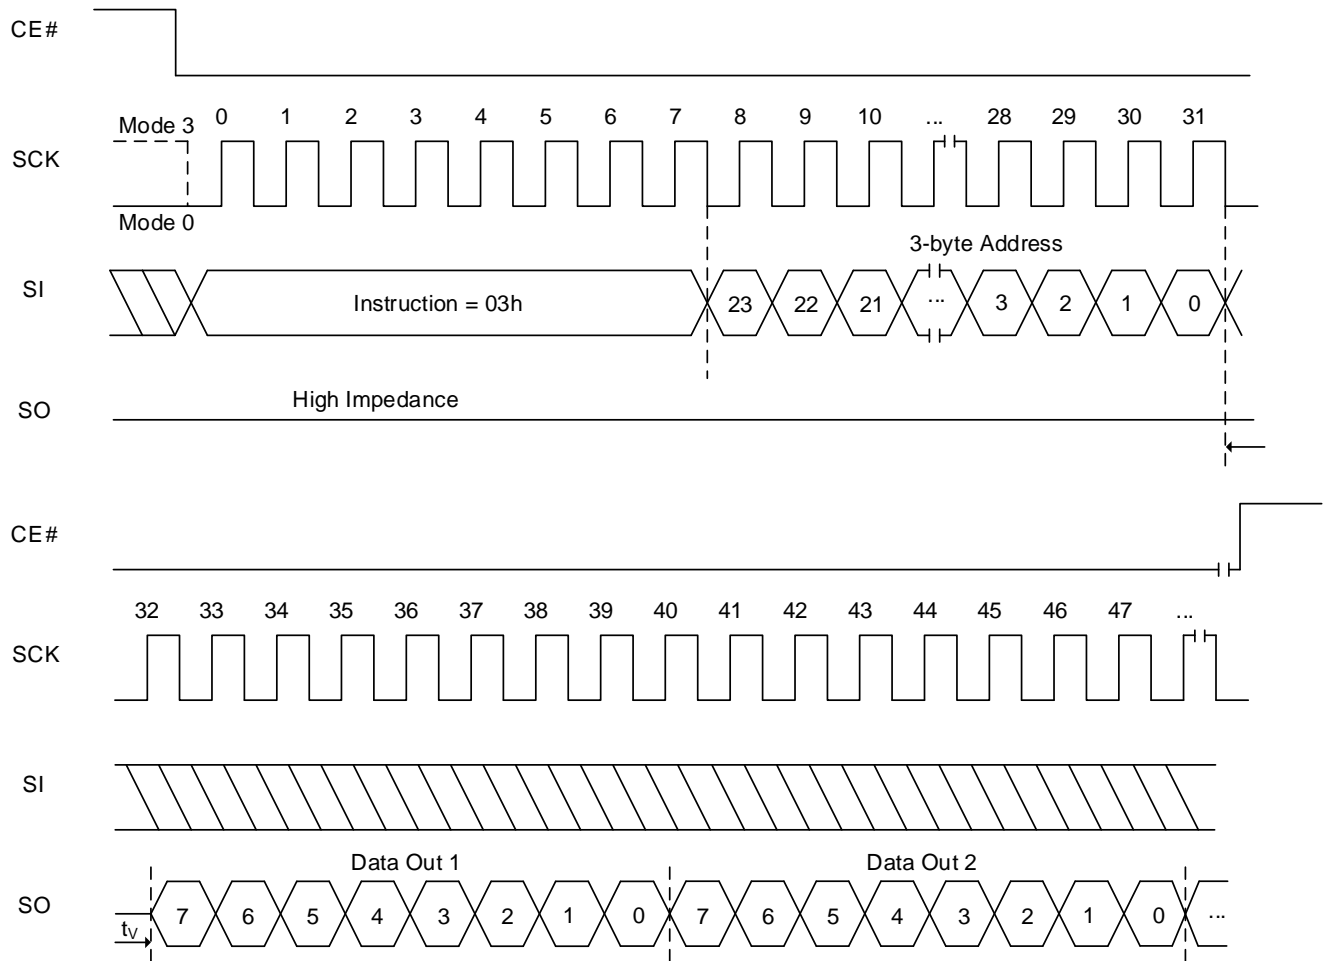 CE#
0 1 2 3 4 5 6 7 8 9 10 ... 28 29 30 31
Mode 3
SCK
Mode 0
3-byte Address
SI
Instruction = 03h 23 22 21 ... 3 2 1 0
High Impedance
SO
CE#
32 33 34 35 36 37 38 39 40 41 42 43 44 45 46 47 ...
SCK
SI
Data Out 1 Data Out 2
SO
7 6 5 4 3 2 1 0 7 6 5 4 3 2 1 0 ...
tV